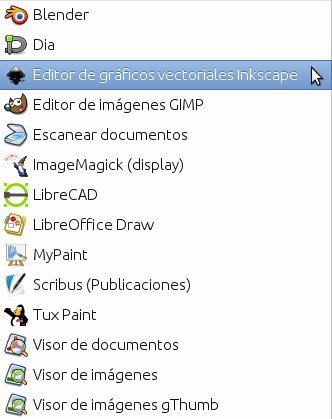 Blender
Dia
Editor de gráficos vectoriales Inkscape
Editor de imágenes GIMP
Escanear documentos
ImageMagick (display)
LibreCAD
LibreOffice Draw
MyPaint
Scribus (Publicaciones)
Tux Paint
Visor de documentos
Visor de imágenes
Visor de imágenes gThumb